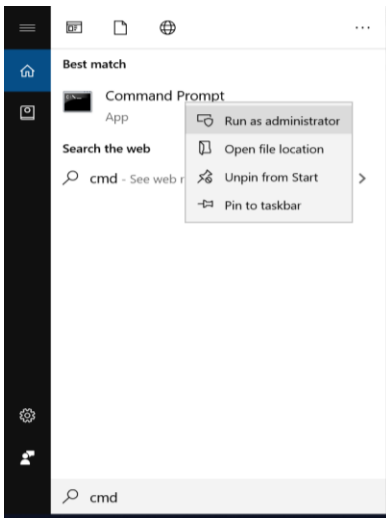 ...
Best match
Command Prompt
App
Run as administrator
Search the web
Open file location
cmd - See web r
Unpin from Start
Pin to taskbar
cmd